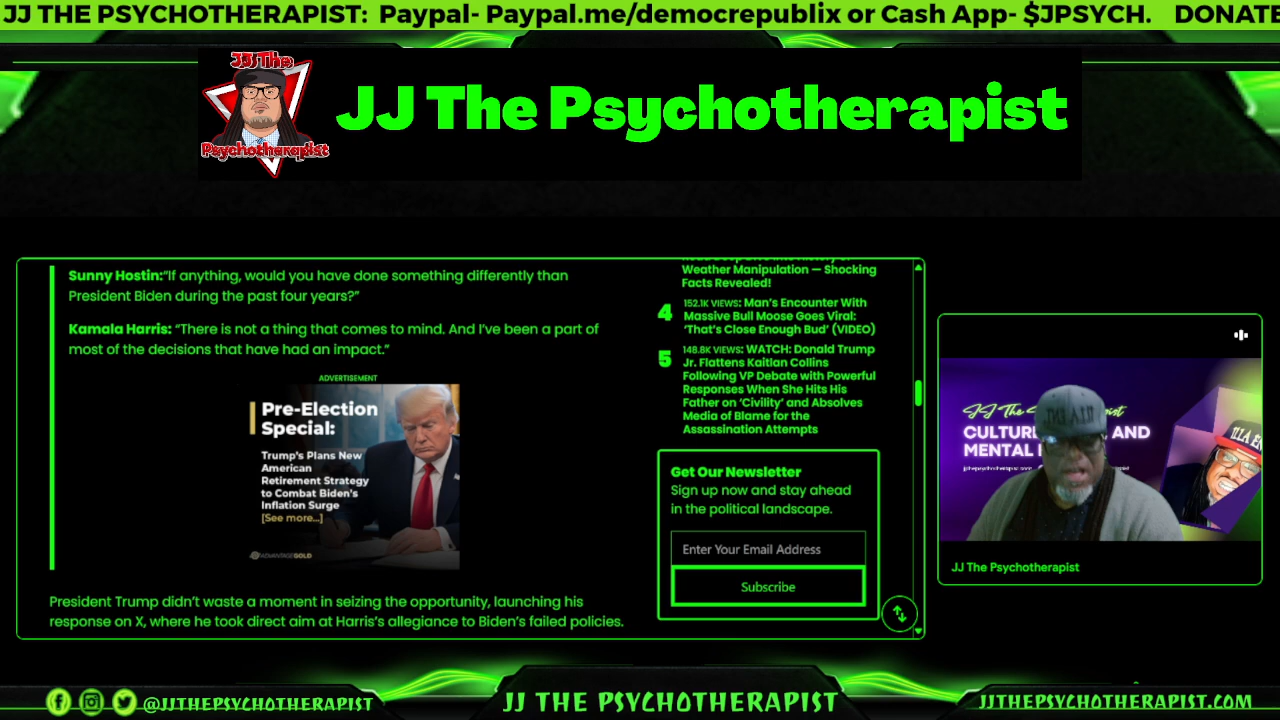 JJ THE PSYCHOTHERAPIST: Paypal- Paypal.me/democrepublix or Cash App- $JPSYCH. DONATE
JJ The
Psychotherapist
JJ The Psychotherapist
Sunny Hostin:“If anything, would you have done something differently than
President Biden during the past four years?”
Kamala Harris: “There is not a thing that comes to mind. And I’ve been a part of
most of the decisions that have had an impact.”
ADVERTISEMENT
Pre-Election
Special:
Trump's Plans New
American
Retirement Strategy
to Combat Biden's
Inflation Surge
[See more...]
ADVANTAGEGOLD
President Trump didn’t waste a moment in seizing the opportunity, launching his
response on X, where he took direct aim at Harris’s allegiance to Biden’s failed policies.
Weather Manipulation — Shocking
Facts Revealed!
4 152.1K VIEWS: Man’s Encounter With
Massive Bull Moose Goes Viral:
‘That’s Close Enough Bud’ (VIDEO)
5 148.8K VIEWS: WATCH: Donald Trump
Jr. Flattens Kaitlan Collins
Following VP Debate with Powerful
Responses When She Hits His
Father on ‘Civility’ and Absolves
Media of Blame for the
Assassination Attempts
Get Our Newsletter
Sign up now and stay ahead
in the political landscape.
Enter Your Email Address
Subscribe
JJ The
AND
MENTAL
JJ The Psychotherapist
@JJTHEPSYCHOTHERAPIST
JJ THE PSYCHOTHERAPIST
JJTHEPSYCHOTHERAPIST.COM